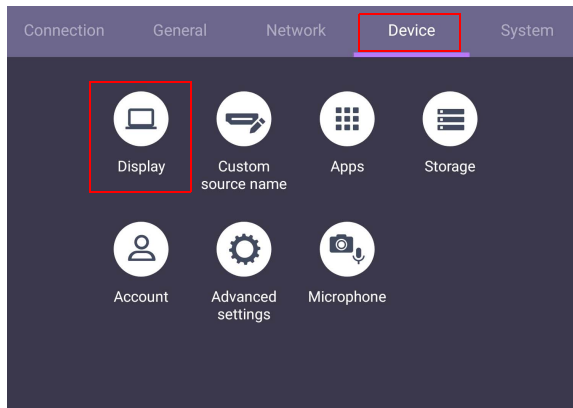 Connection General Network Device System
Display Custom source name Apps Storage
Account Advanced settings Microphone